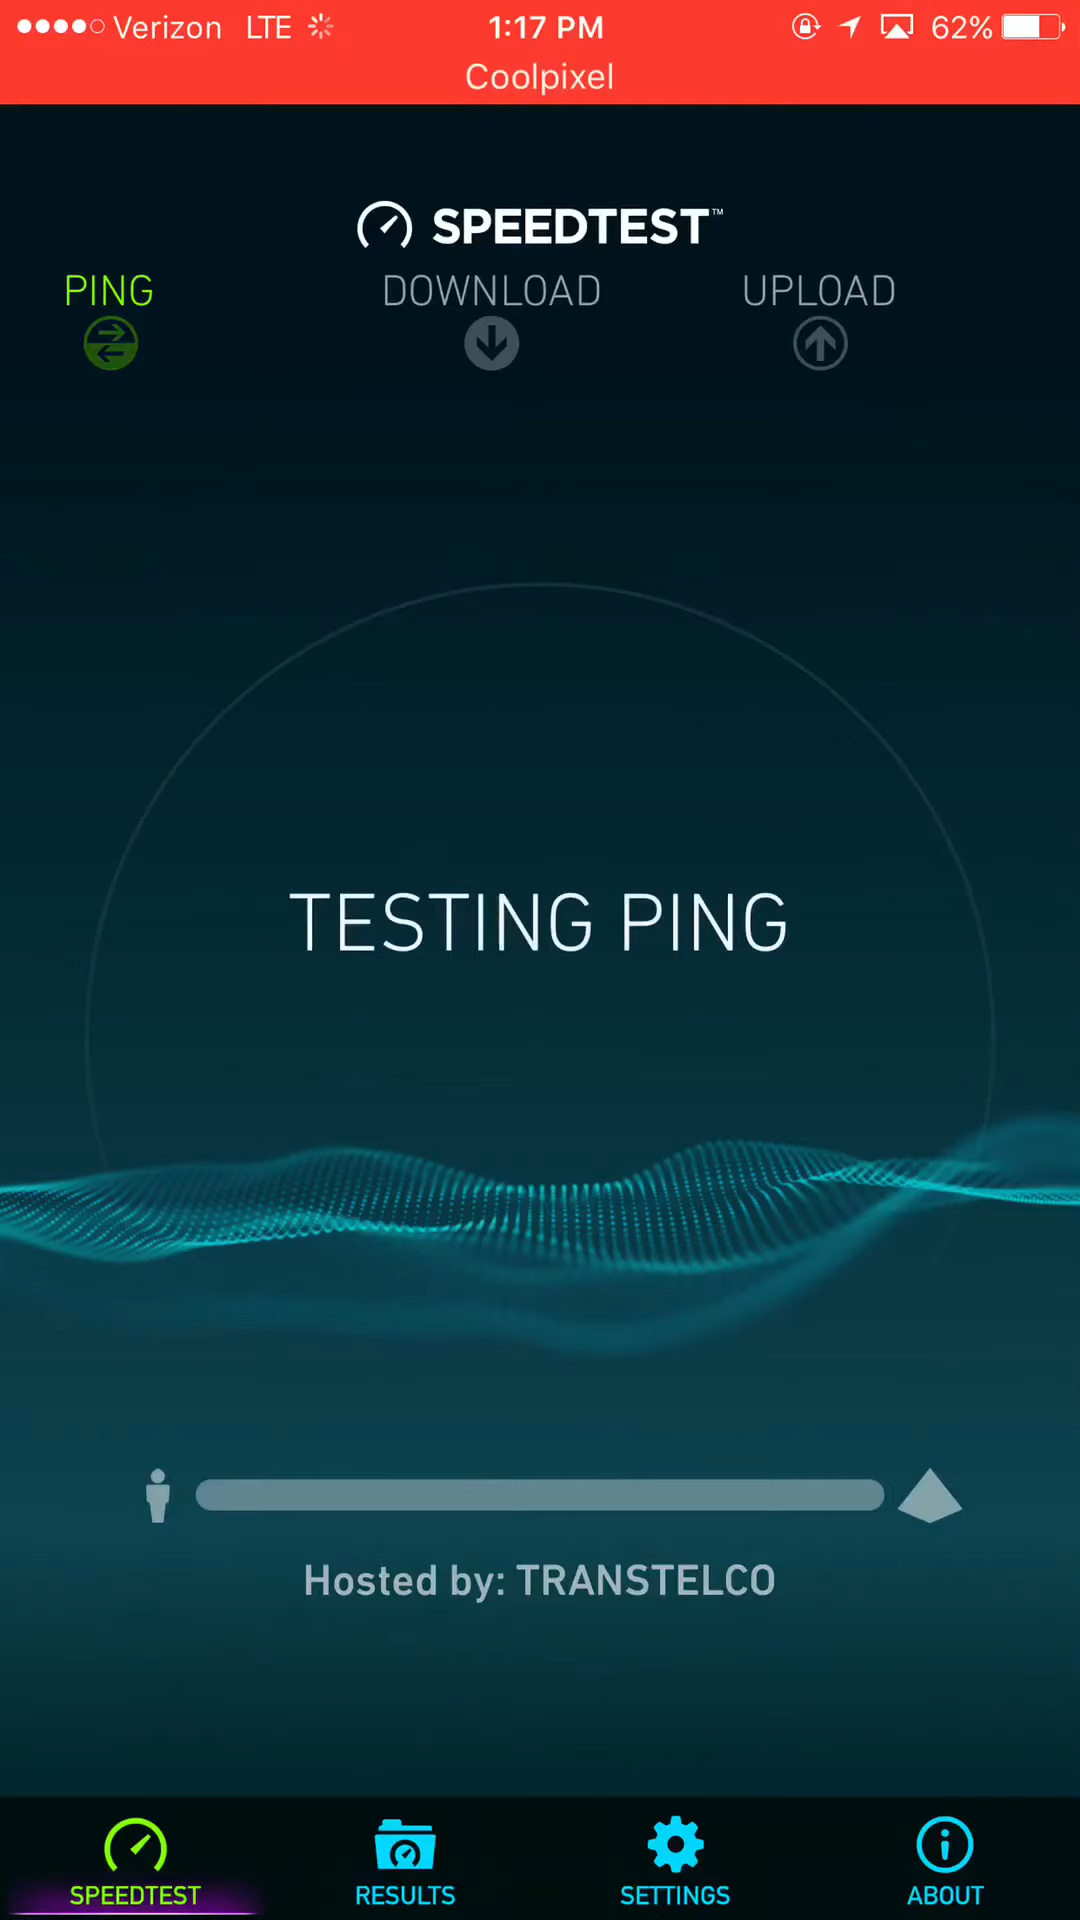 Verizon LTE 1:17 PM 62%
Coolpixel
SPEEDTEST™
PING DOWNLOAD UPLOAD
TESTING PING
Hosted by: TRANSTELCO
SPEEDTEST RESULTS SETTINGS ABOUT